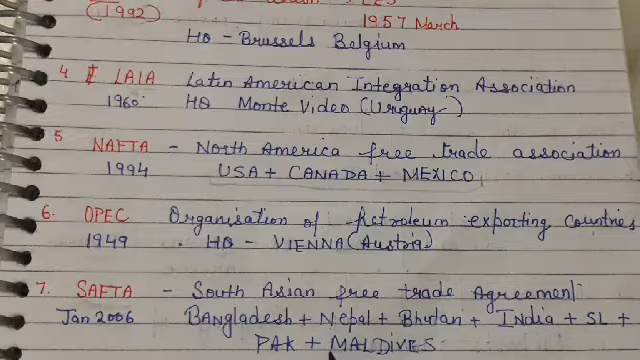 (1992)
1957 March
HQ - Brussels Belgium
4 LAIA Latin American Integration Association
1960 HQ Monte Video (Uruguay)
5 NAFTA - North America free trade association
1994 USA + CANADA + MEXICO
6. OPEC Organisation of Petroleum exporting countries
1949 . HQ - VIENNA (Austria)
7. SAFTA - South Asian free trade Agreement
Jan 2006 BANgladesh + Nepal + Bhutan + India + SL +
PAK + MALDIVES